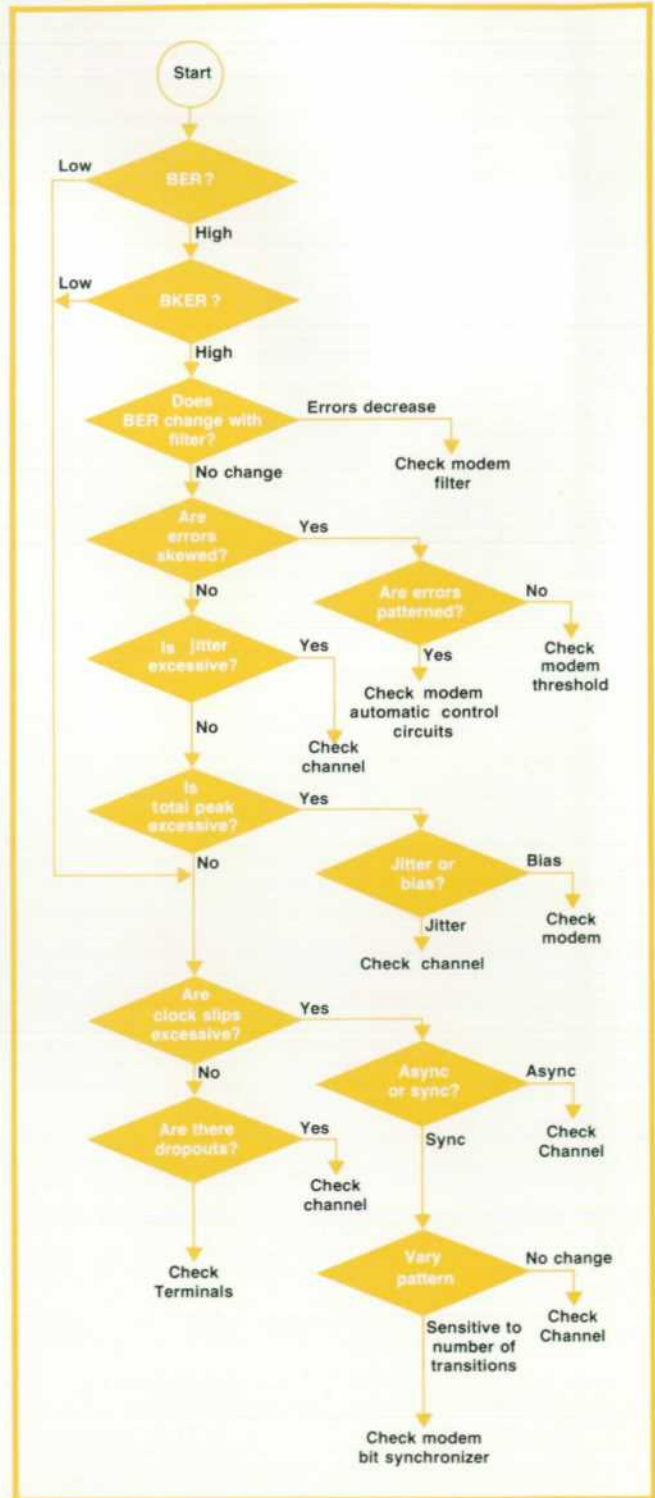 Start
Low
BER?
High
Low
BKER?
High
Does
BER change with
filter?
Errors decrease
Check modem
filter
No change
Are
errors
skewed?
Yes
No
Are errors
patterned?
No
Check
modem
threshold
Yes
Check modem
automatic control
circuits
Is jitter
excessive?
Yes
Check
channel
No
Is
total peak
excessive?
Yes
No
Jitter or
bias?
Bias
Check
modem
Jitter
Check channel
Are
clock slips
excessive?
Yes
No
Async
or sync?
Async
Check
Channel
Sync
Are there
dropouts?
Yes
Check
channel
Check
Terminals
Vary
pattern
No change
Check
Channel
Sensitive to
number of
transitions
Check modem
bit synchronizer